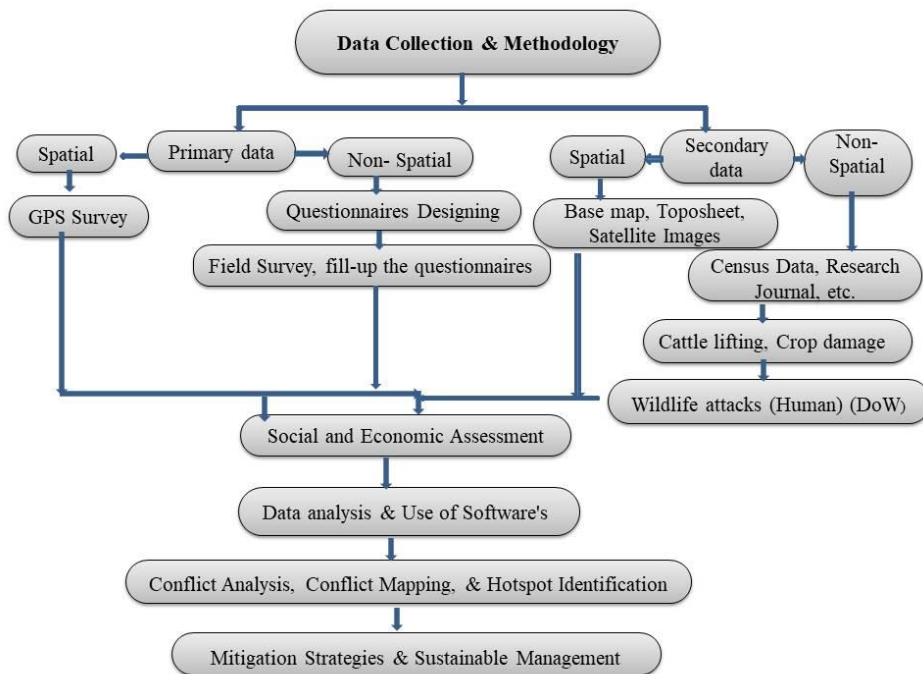 Data Collection & Methodology
Spatial
Primary data
Non- Spatial
Spatial
Secondary
data
Non-
Spatial
GPS Survey
Questionnaires Designing
Base map, Toposheet,
Satellite Images
Field Survey, fill-up the questionnaires
Census Data, Research
Journal, etc.
Cattle lifting, Crop damage
Wildlife attacks (Human) (DoW)
Social and Economic Assessment
Data analysis & Use of Software's
Conflict Analysis, Conflict Mapping, & Hotspot Identification
Mitigation Strategies & Sustainable Management